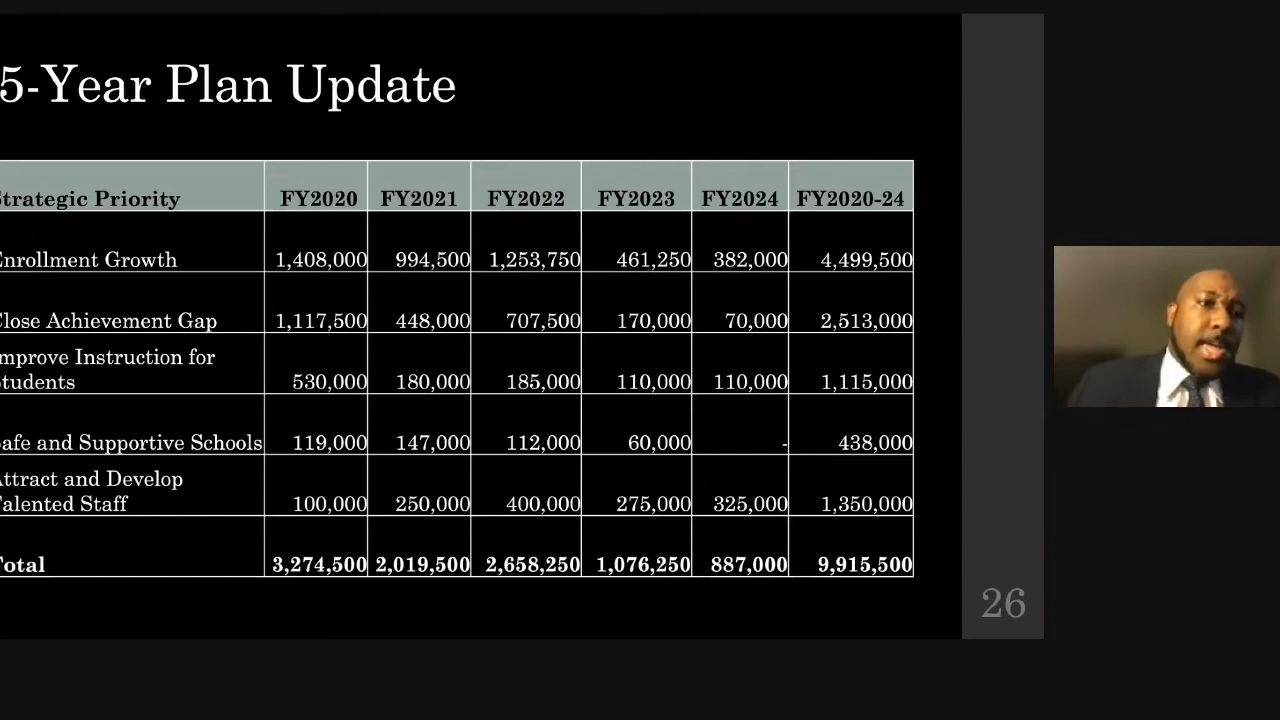 5-Year Plan Update
Strategic Priority FY2020 FY2021 FY2022 FY2023 FY2024 FY2020-24
Enrollment Growth 1,408,000 994,500 1,253,750 461,250 382,000 4,499,500
Close Achievement Gap 1,117,500 448,000 707,500 170,000 70,000 2,513,000
Improve Instruction for
Students 530,000 180,000 185,000 110,000 110,000 1,115,000
Safe and Supportive Schools 119,000 147,000 112,000 60,000 - 438,000
Attract and Develop
Talented Staff 100,000 250,000 400,000 275,000 325,000 1,350,000
Total 3,274,500 2,019,500 2,658,250 1,076,250 887,000 9,915,500
26